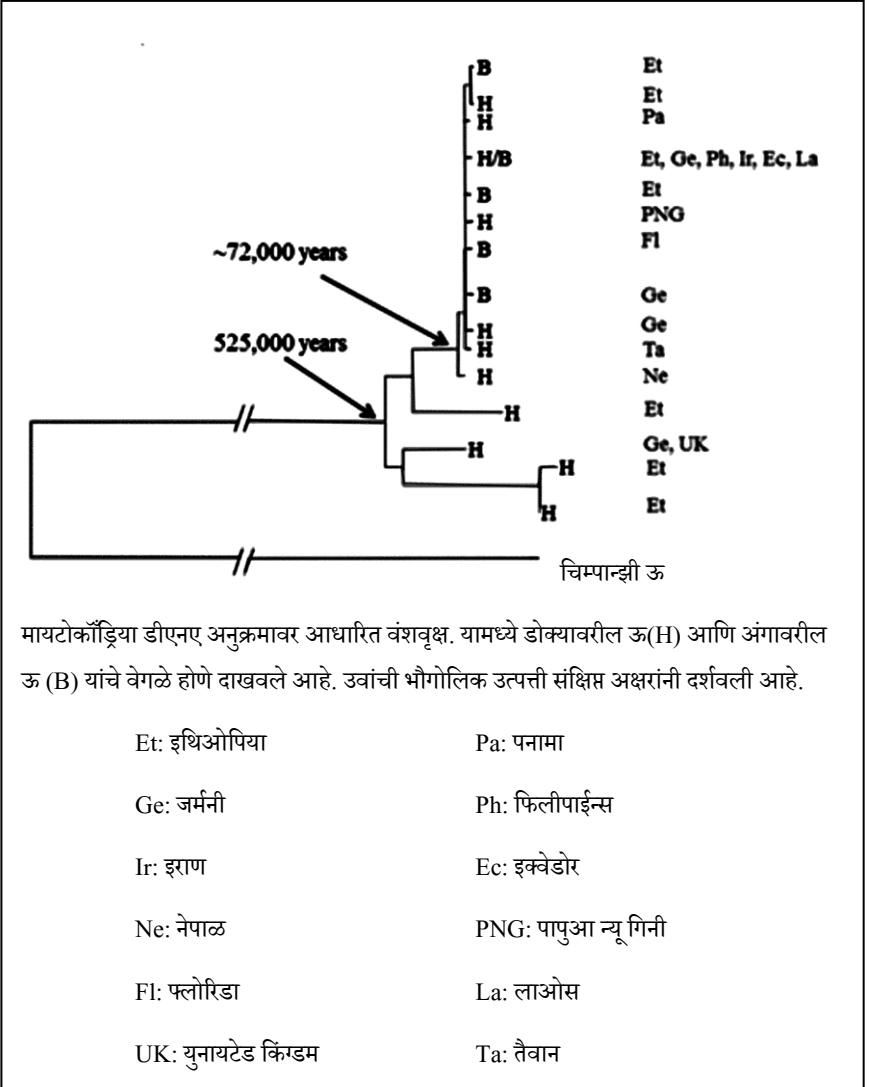 B Et
H Et
H Pa
H/B Et, Ge, Ph, Ir, Ec, La
B Et
H PNG
B Fl
~72,000 years
B Ge
H Ge
525,000 years
H Ta
H Ne
H Et
H Ge, UK
H Et
H Et
चिम्पान्झी ऊ
मायटोकॉंड्रिया डीएनए अनुक्रमावर आधारित वंशवृक्ष. यामध्ये डोक्यावरील ऊ(H) आणि अंगावरील
ऊ (B) यांचे वेगळे होणे दाखवले आहे. उवांची भौगोलिक उत्पत्ती संक्षिप्त अक्षरांनी दर्शवली आहे.
Et: इथिओपिया Pa: पनामा
Ge: जर्मनी Ph: फिलीपाईन्स
Ir: इराण Ec: इक्वेडोर
Ne: नेपाळ PNG: पापुआ न्यू गिनी
Fl: फ्लोरिडा La: लाओस
UK: युनायटेड किंग्डम Ta: तैवान